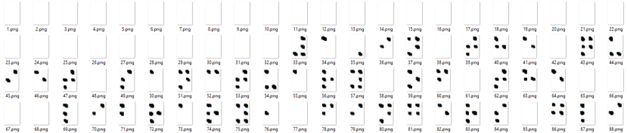 1.png 2.png 3.png 4.png 5.png 6.png 7.png 8.png 9.png 10.png 11.png 12.png 13.png 14.png 15.png 16.png 17.png 18.png 19.png 20.png 21.png 22.png
23.png 24.png 25.png 26.png 27.png 28.png 29.png 30.png 31.png 32.png 33.png 34.png 35.png 36.png 37.png 38.png 39.png 40.png 41.png 42.png 43.png 44.png
45.png 46.png 47.png 48.png 49.png 50.png 51.png 52.png 53.png 54.png 55.png 56.png 57.png 58.png 59.png 60.png 61.png 62.png 63.png 64.png 65.png 66.png
67.png 68.png 69.png 70.png 71.png 72.png 73.png 74.png 75.png 76.png 77.png 78.png 79.png 80.png 81.png 82.png 83.png 84.png 85.png 86.png 87.png 88.png